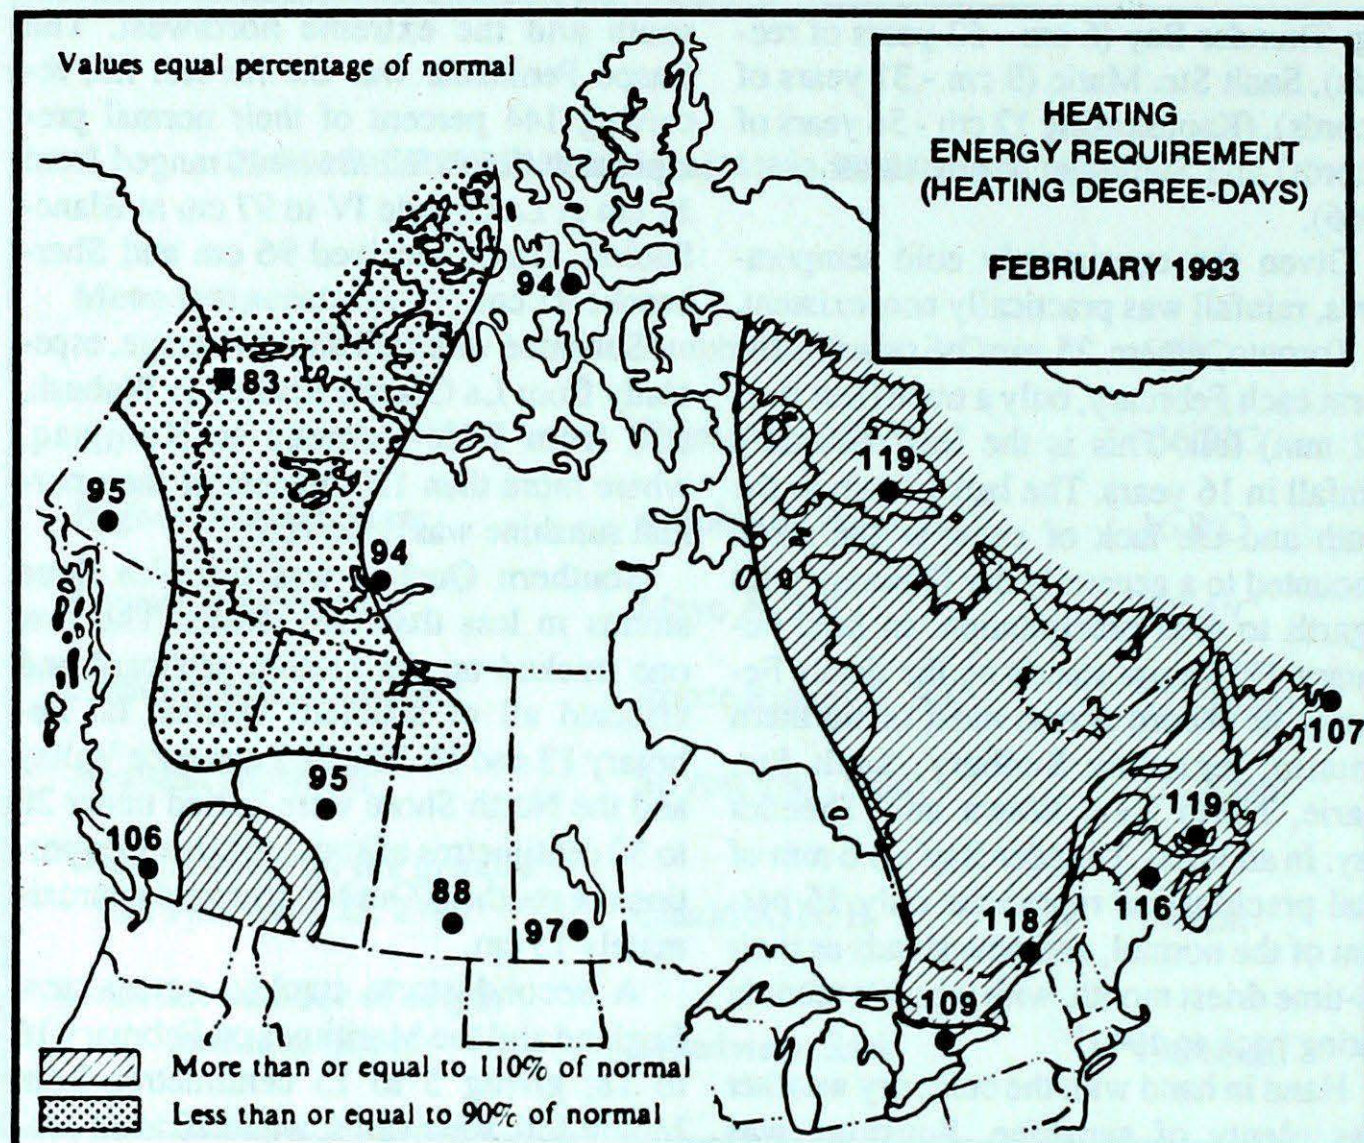 Values equal percentage of normal
HEATING
ENERGY REQUIREMENT
(HEATING DEGREE-DAYS)
FEBRUARY 1993
94
83
119
95
94
107
95
119
106
88
116
97
118
109
More than or equal to 110% of normal
Less than or equal to 90% of normal